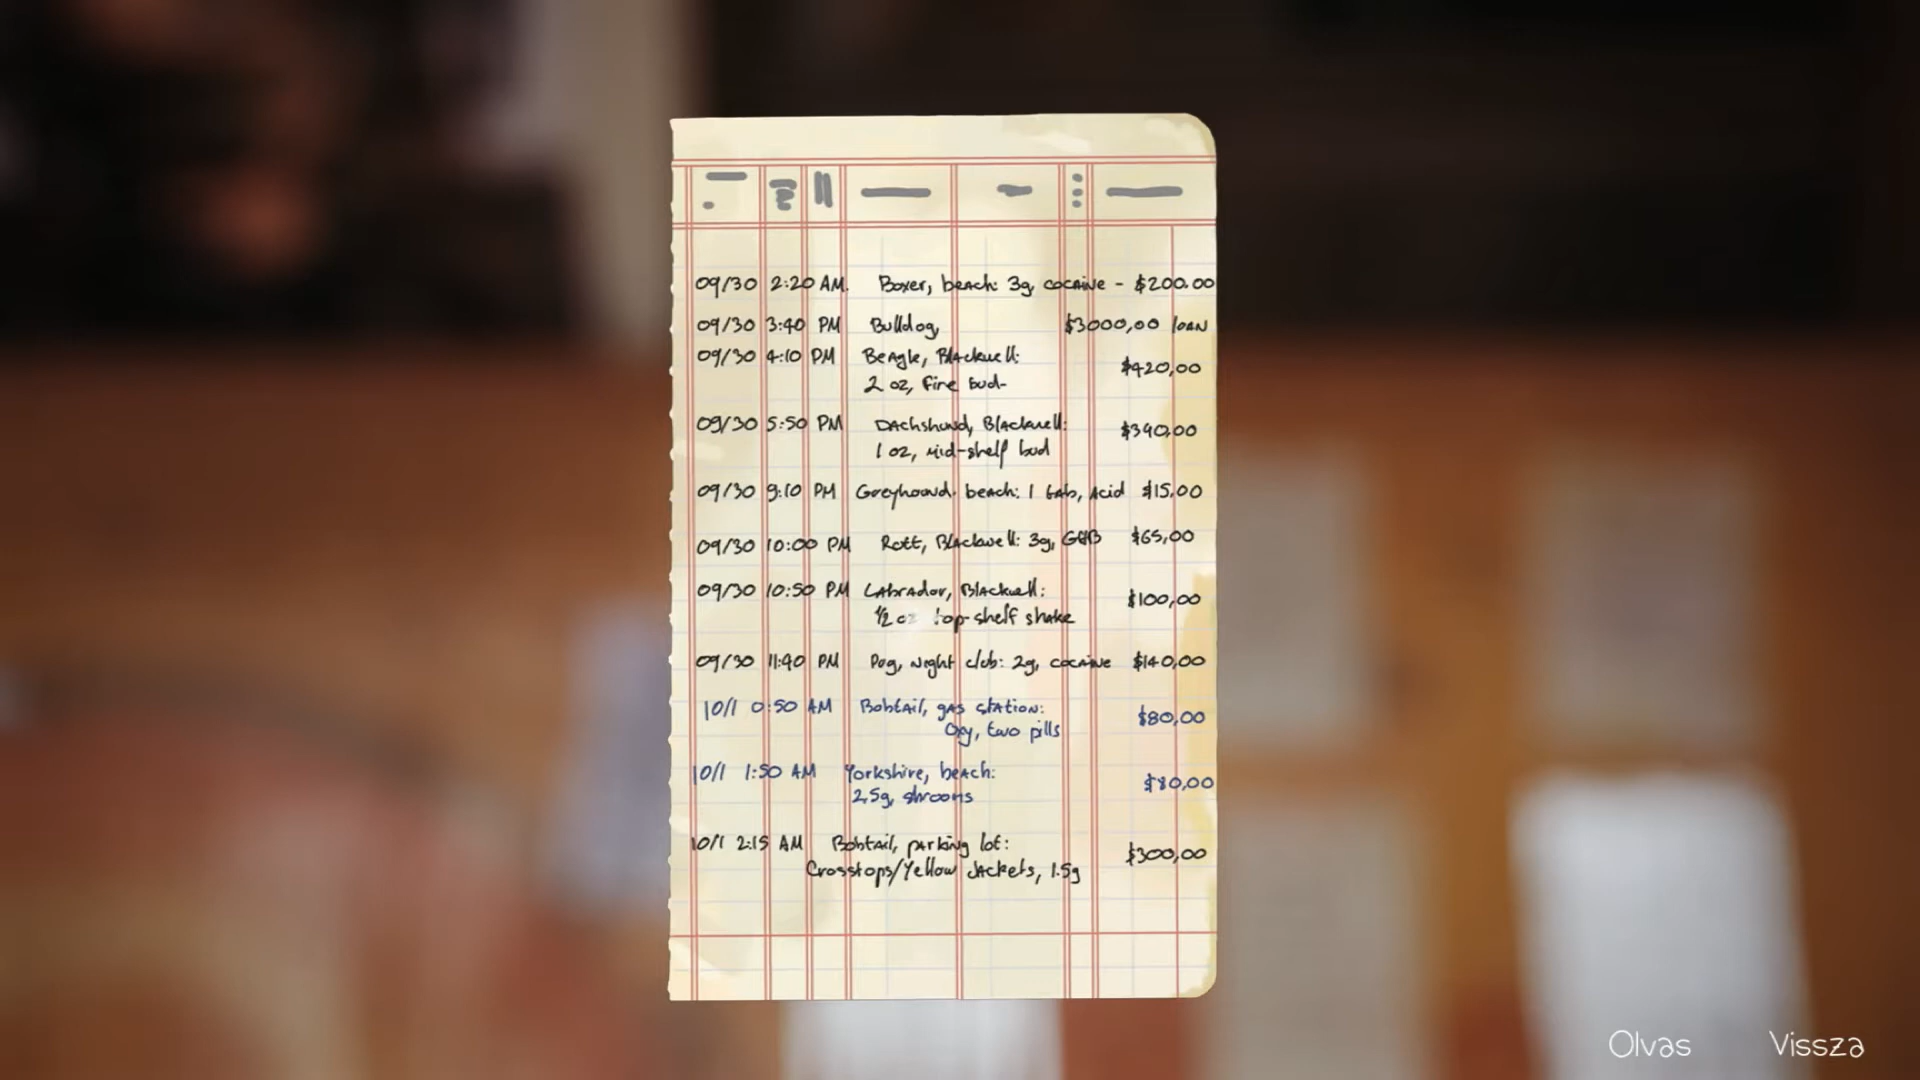 09/30 2:20 AM. Boxer, beach: 3g, cocaine - $200.00
09/30 3:40 PM Bulldog, $3000,00 loan
09/30 4:10 PM Beagle, Blackwell:
2 oz, fire bud- $420,00
09/30 5:50 PM Dachshund, Blackwell: $390,00
1 oz, mid-shelf bud
09/30 9:10 PM Greyhound, beach: 1 tab, acid $15,00
09/30 10:00 PM Rott, Blackwell: 3g, GHB $65,00
09/30 10:50 PM Labrador, Blackwell: $100,00
1/2 oz top-shelf shake
09/30 11:40 PM Pug, night club: 2g, cocaine $140,00
10/1 0:50 AM Bobtail, gas station: $80,00
Oxy, two pills
10/1 1:50 AM Yorkshire, beach: $80,00
2,5g, shrooms
10/1 2:15 AM Bobtail, parking lot: $300,00
Crosstops/Yellow Jackets, 1.5g
Olvas Vissza